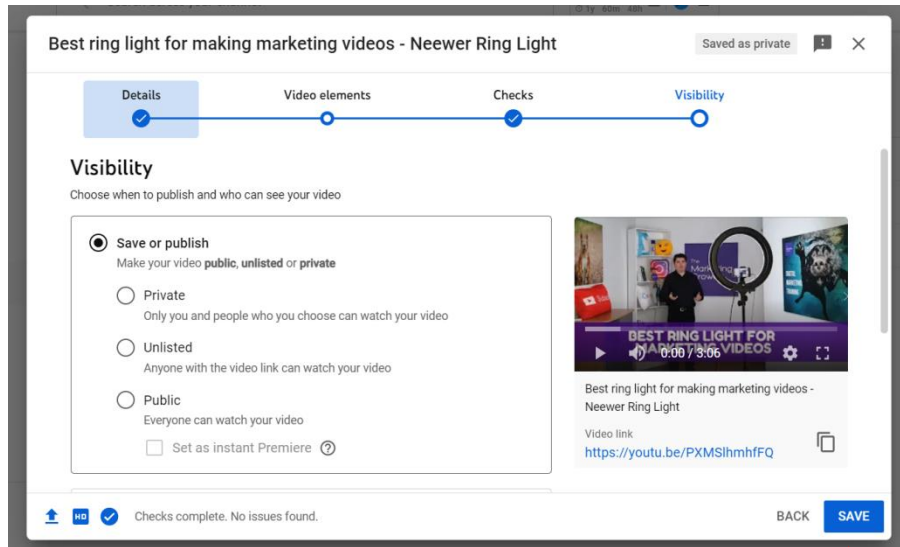 Best ring light for making marketing videos - Neewer Ring Light
Saved as private
Details
Video elements
Checks
Visibility
Visibility
Choose when to publish and who can see your video
Save or publish
Make your video public, unlisted or private
Private
Only you and people who you choose can watch your video
Unlisted
Anyone with the video link can watch your video
Public
Everyone can watch your video
Set as instant Premiere
BEST RING LIGHT FOR
MARKETING VIDEOS
0:00 / 3:06
Best ring light for making marketing videos -
Neewer Ring Light
Video link
https://youtu.be/PXMSlhmhfFQ
HD
Checks complete. No issues found.
BACK
SAVE